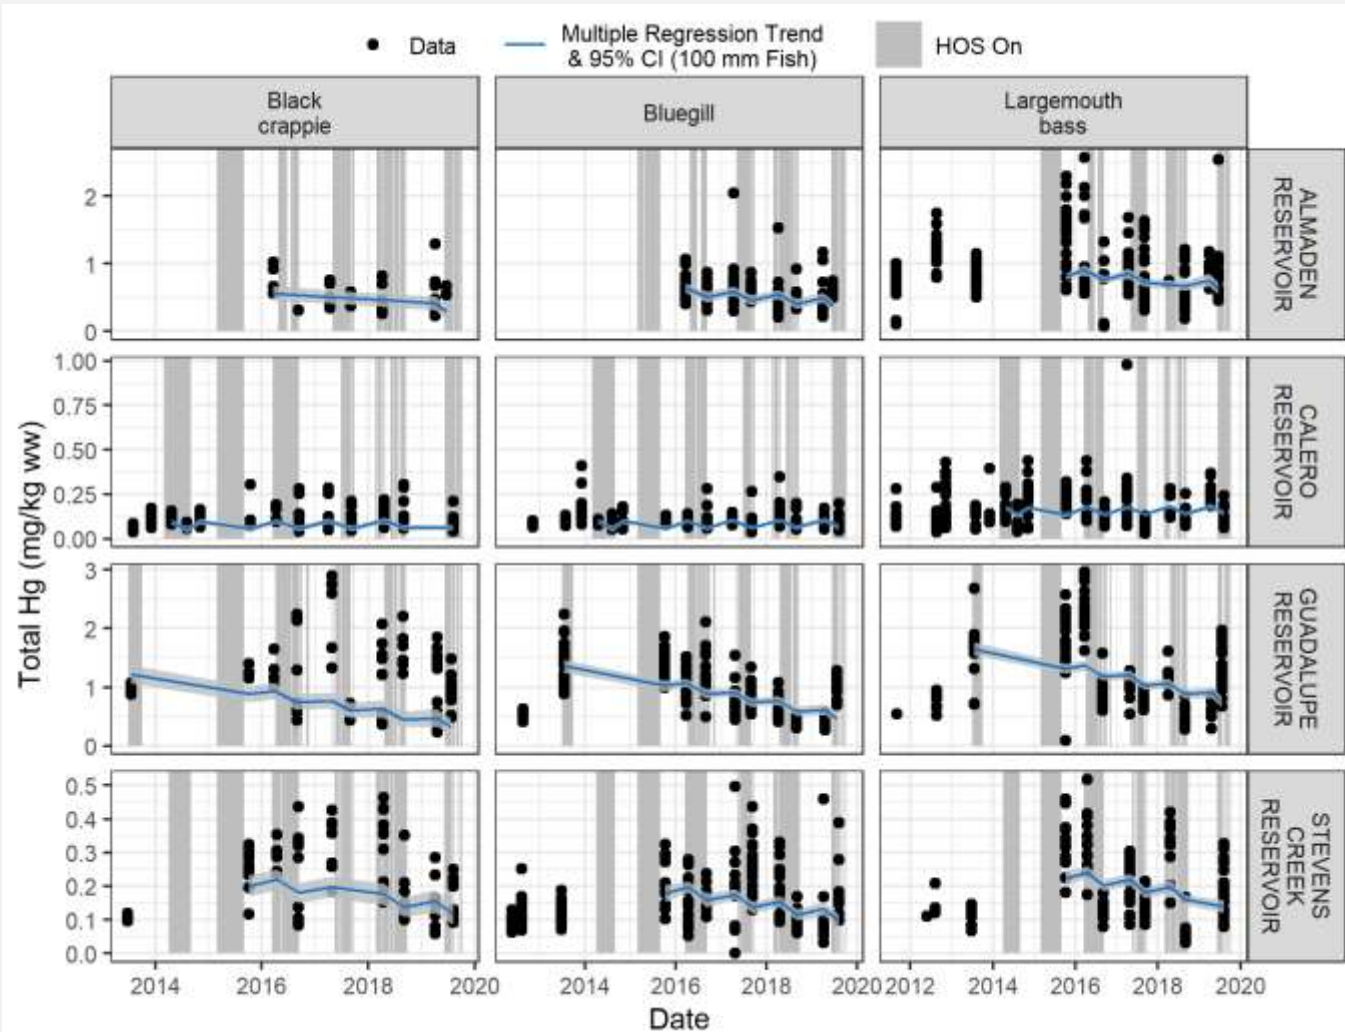 Data
Multiple Regression Trend
& 95% CI (100 mm Fish)
HOS On
Black
crappie
Bluegill
Largemouth
bass
Total Hg (mg/kg ww)
2
1
0
ALMADEN
RESERVOIR
1.00
0.75
0.50
0.25
0.00
CALERO
RESERVOIR
3
2
1
0
GUADALUPE
RESERVOIR
0.5
0.4
0.3
0.2
0.1
0.0
STEVENS
CREEK
RESERVOIR
2014 2016 2018 2020
2014 2016 2018 2020
2012 2014 2016 2018 2020
Date